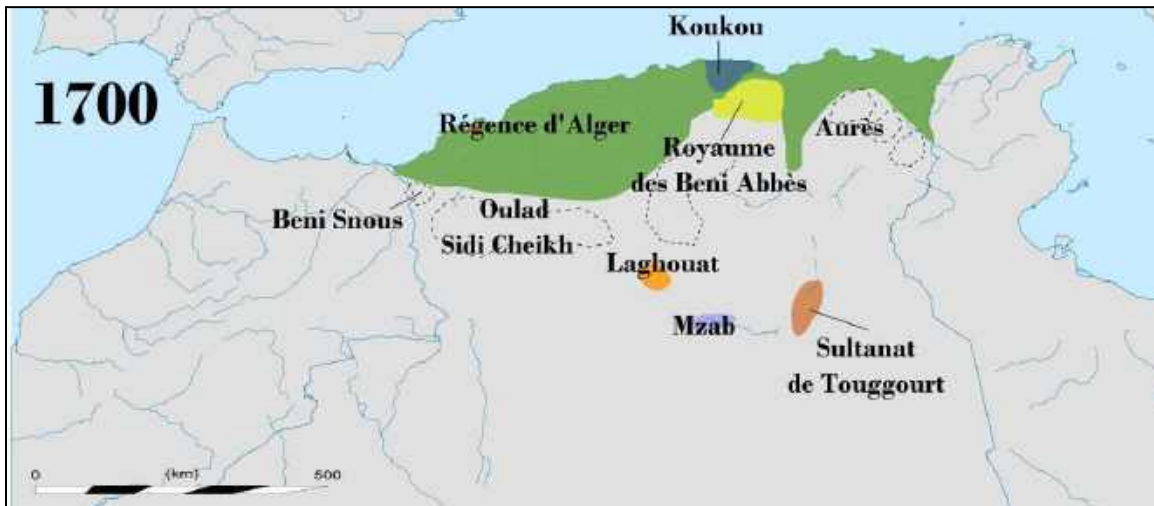 Koukou
1700
Régence d'Alger
Aurès
Royaume
des Beni Abbès
Beni Snous
Oulad
Sidi Cheikh
Laghouat
Mzab
Sultanat
de Touggourt
0 (km) 500